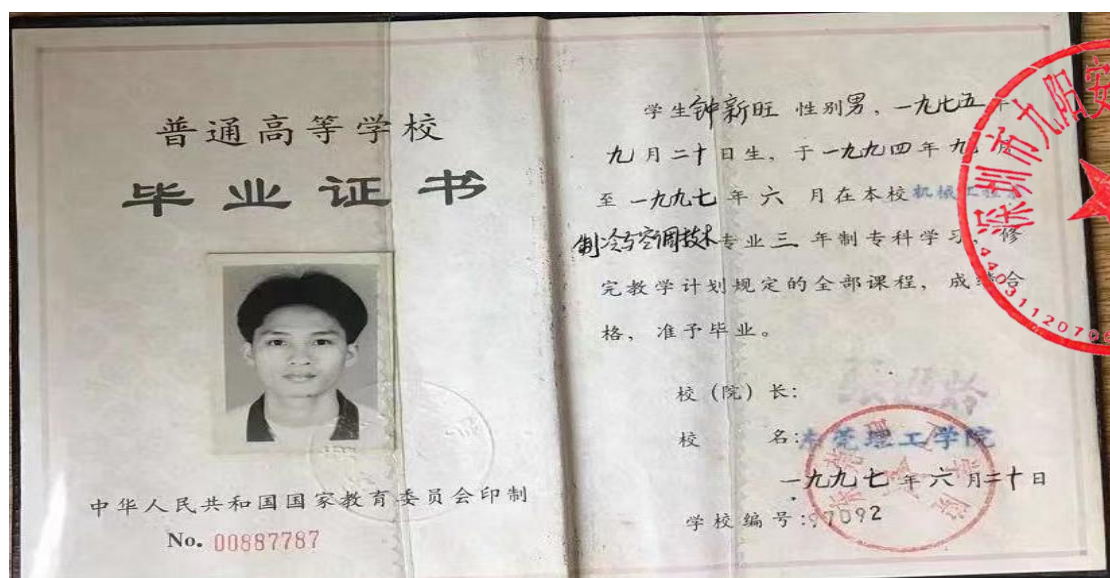 普通高等学校
毕业证书
中华人民共和国国家教育委员会印制
No. 00887787
学生钟新旺 性别男，一九七五年
九月二十日生，于一九九四年九月
至一九九七年六月在本校机械工程系
制冷与空调技术专业三年制专科学习，修
完教学计划规定的全部课程，成绩合
格，准予毕业。
校（院）长：
校名：东莞理工学院
一九九七年六月二十日
学校编号：97092
深圳市九阳安